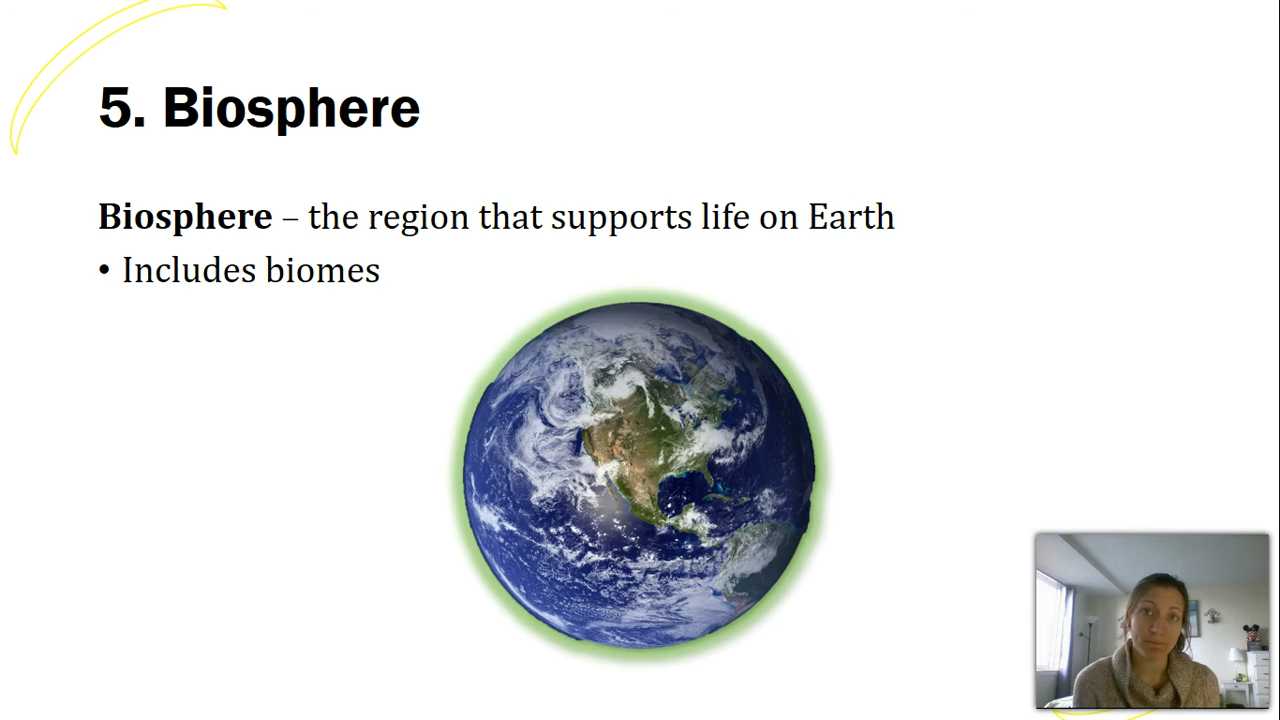 5. Biosphere
Biosphere – the region that supports life on Earth
• Includes biomes